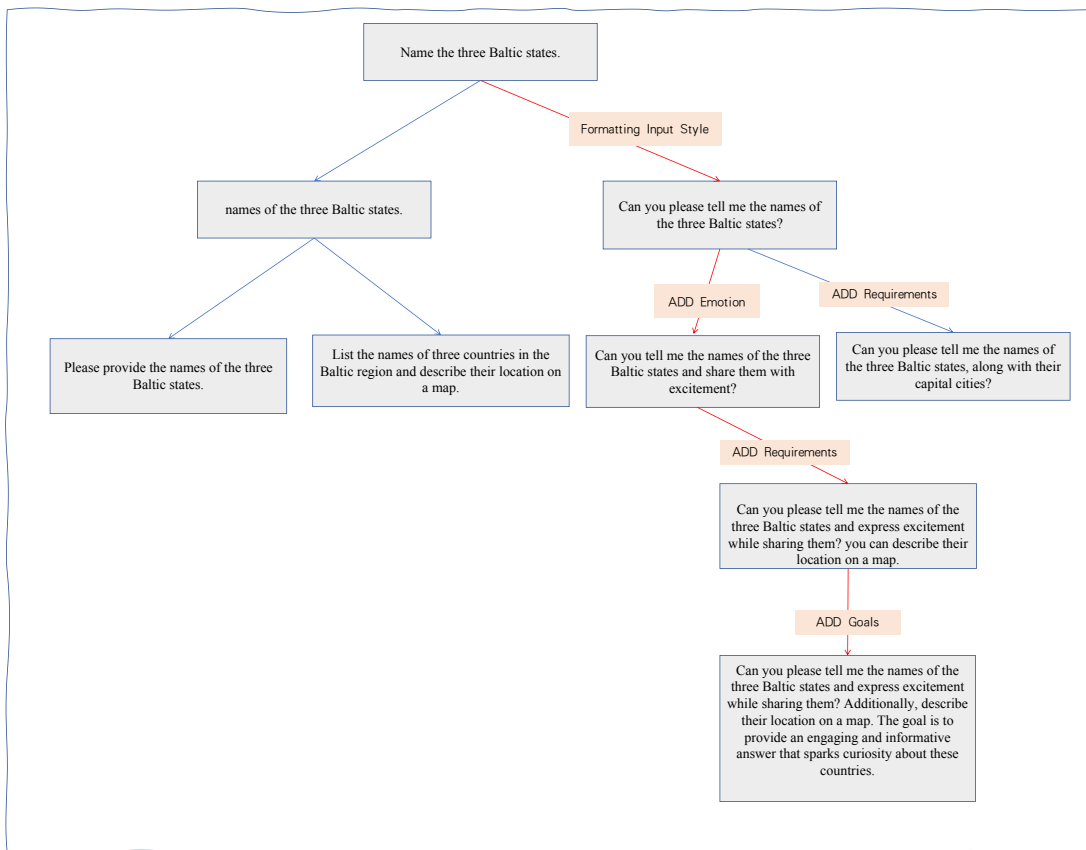 Name the three Baltic states.
Formatting Input Style
names of the three Baltic states.
Can you please tell me the names of
the three Baltic states?
ADD Emotion
ADD Requirements
Please provide the names of the three
Baltic states.
List the names of three countries in the
Baltic region and describe their location on
a map.
Can you tell me the names of the three
Baltic states and share them with
excitement?
Can you please tell me the names of
the three Baltic states, along with their
capital cities?
ADD Requirements
Can you please tell me the names of the
three Baltic states and express excitement
while sharing them? you can describe their
location on a map.
ADD Goals
Can you please tell me the names of the
three Baltic states and express excitement
while sharing them? Additionally, describe
their location on a map. The goal is to
provide an engaging and informative
answer that sparks curiosity about these
countries.